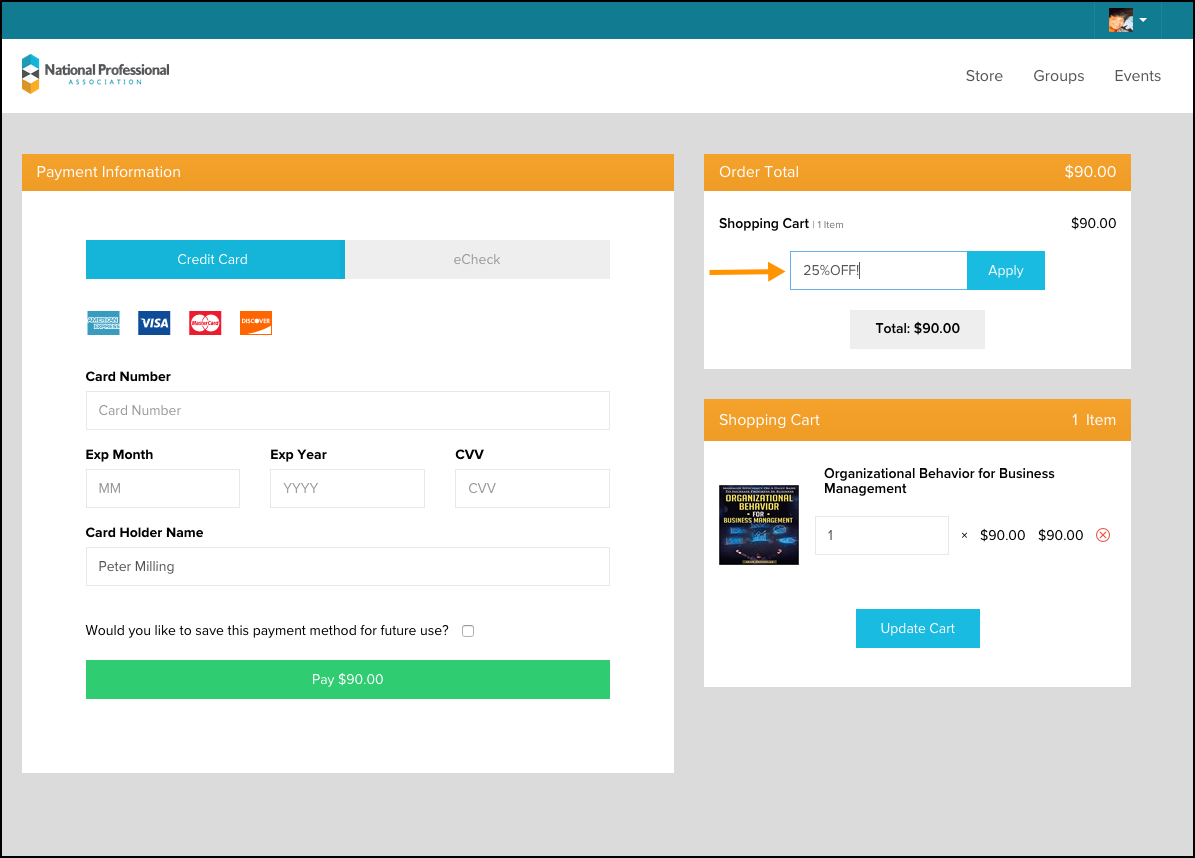 National Professional
ASSOCIATION
Store Groups Events
Payment Information
Credit Card eCheck
AMERICAN EXPRESS VISA MasterCard DISCOVER
Card Number
Card Number
Exp Month Exp Year CVV
MM YYYY CVV
Card Holder Name
Peter Milling
Would you like to save this payment method for future use?
Pay $90.00
Order Total $90.00
Shopping Cart | 1 Item $90.00
25%OFF! Apply
Total: $90.00
Shopping Cart 1 Item
Organizational Behavior for Business
Management
ORGANIZATIONAL
BEHAVIOR
• FOR •
BUSINESS MANAGEMENT
1 × $90.00 $90.00
Update Cart